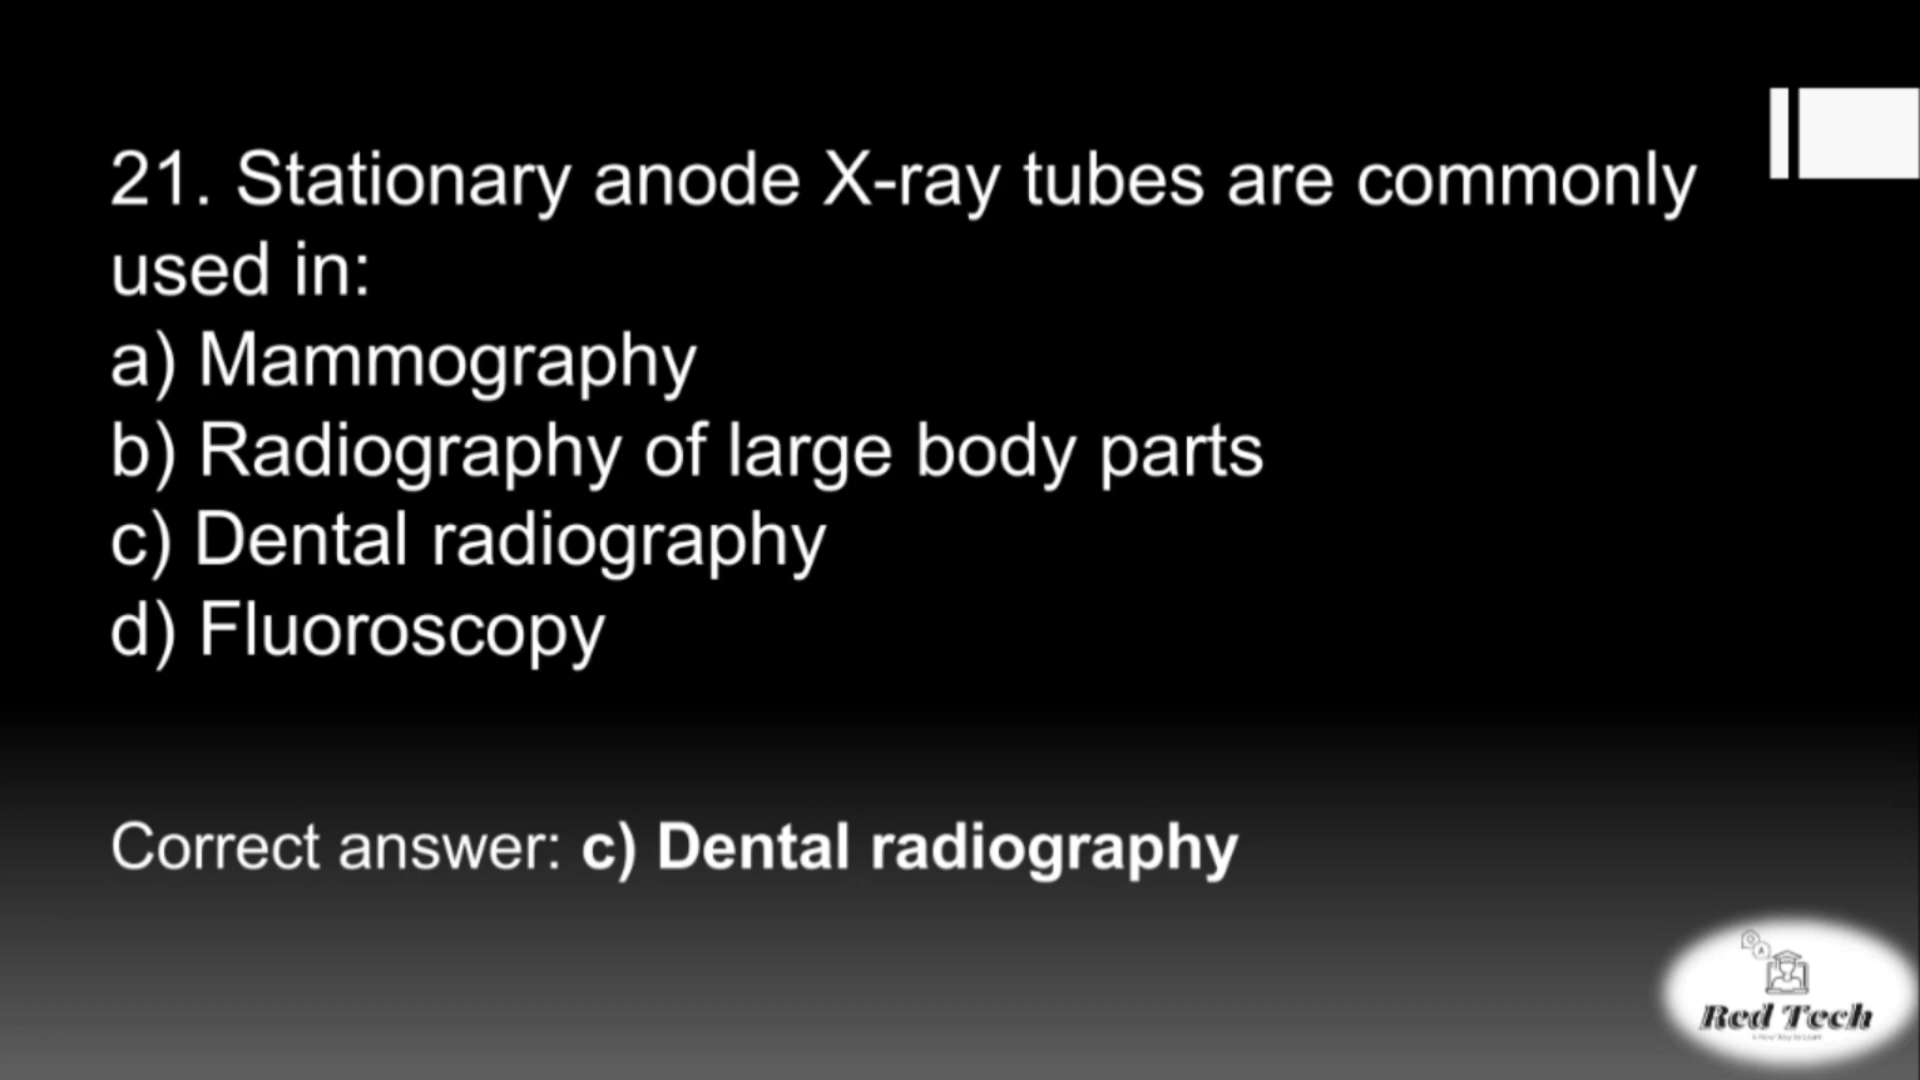 21. Stationary anode X-ray tubes are commonly
used in:
a) Mammography
b) Radiography of large body parts
c) Dental radiography
d) Fluoroscopy
Correct answer: c) Dental radiography
Q
A
Red Tech